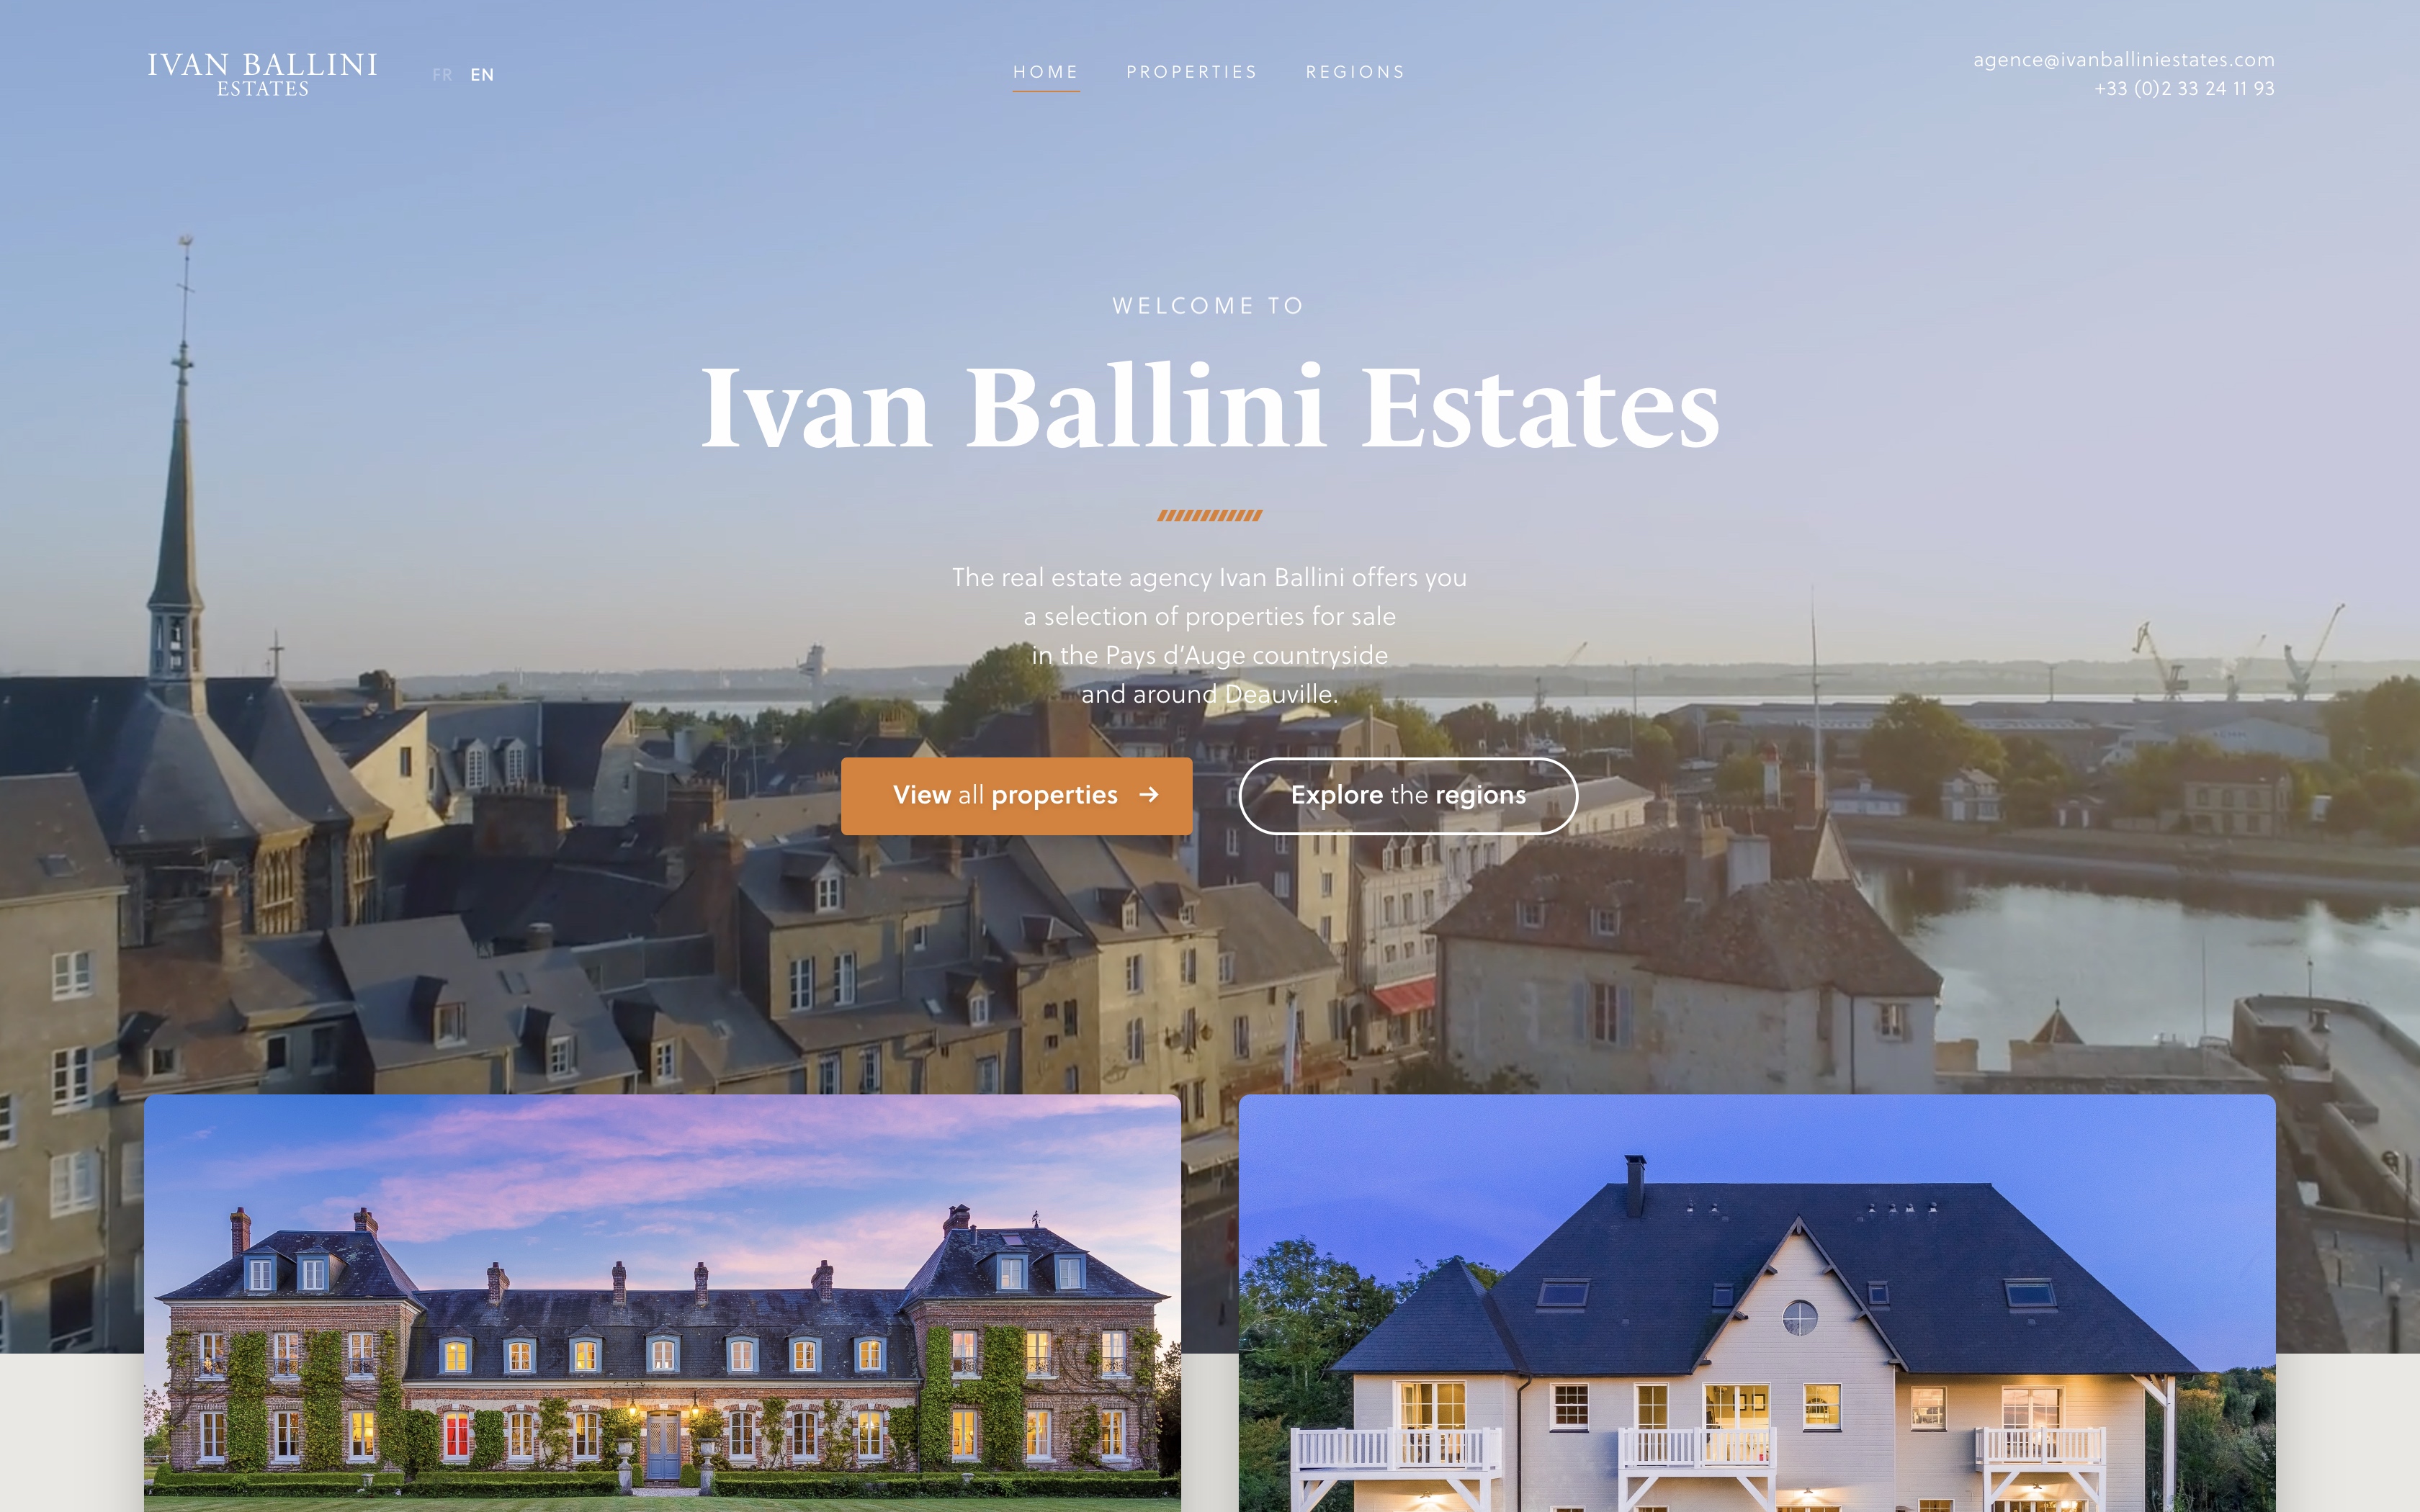 IVAN BALLINI
ESTATES
FR EN
HOME PROPERTIES REGIONS
agence@ivanballiniestates.com
+33 (0)2 33 24 11 93
WELCOME TO
Ivan Ballini Estates
The real estate agency Ivan Ballini offers you
a selection of properties for sale
in the Pays d'Auge countryside
and around Deauville.
View all properties →
Explore the regions